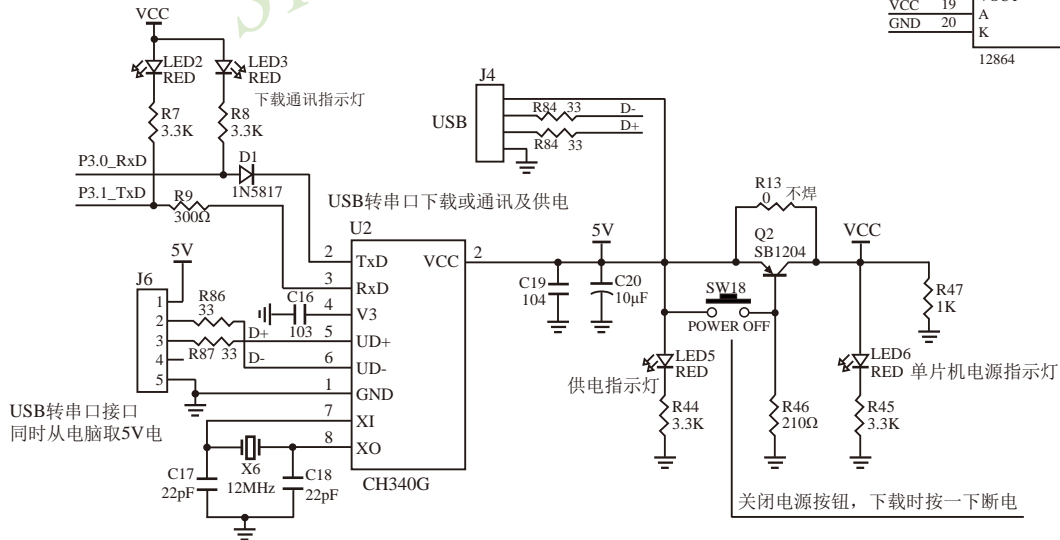 VCC
LED2
RED
LED3
RED
下载通讯指示灯
R7
3.3K
R8
3.3K
P3.0_RxD
D1
1N5817
P3.1_TxD
R9
300Ω
VCC 19
GND 20
A
K
12864
J4
USB
R84 33 D-
D+
R84 33
USB转串口下载或通讯及供电
U2
2 TxD
VCC 2
3 RxD
4 V3
5 UD+
6 UD-
1 GND
7 XI
8 XO
CH340G
5V
J6
1
2
3
4
5
R86
33
D+
R87 33
D-
C16
103
USB转串口接口
同时从电脑取5V电
C17
22pF
X6
12MHz
C18
22pF
5V
C19
104
C20
10μF
R13
0 不焊
Q2
SB1204
VCC
SW18
POWER OFF
R47
1K
LED5
RED
供电指示灯
LED6
RED 单片机电源指示灯
R44
3.3K
R46
210Ω
R45
3.3K
关闭电源按钮，下载时按一下断电